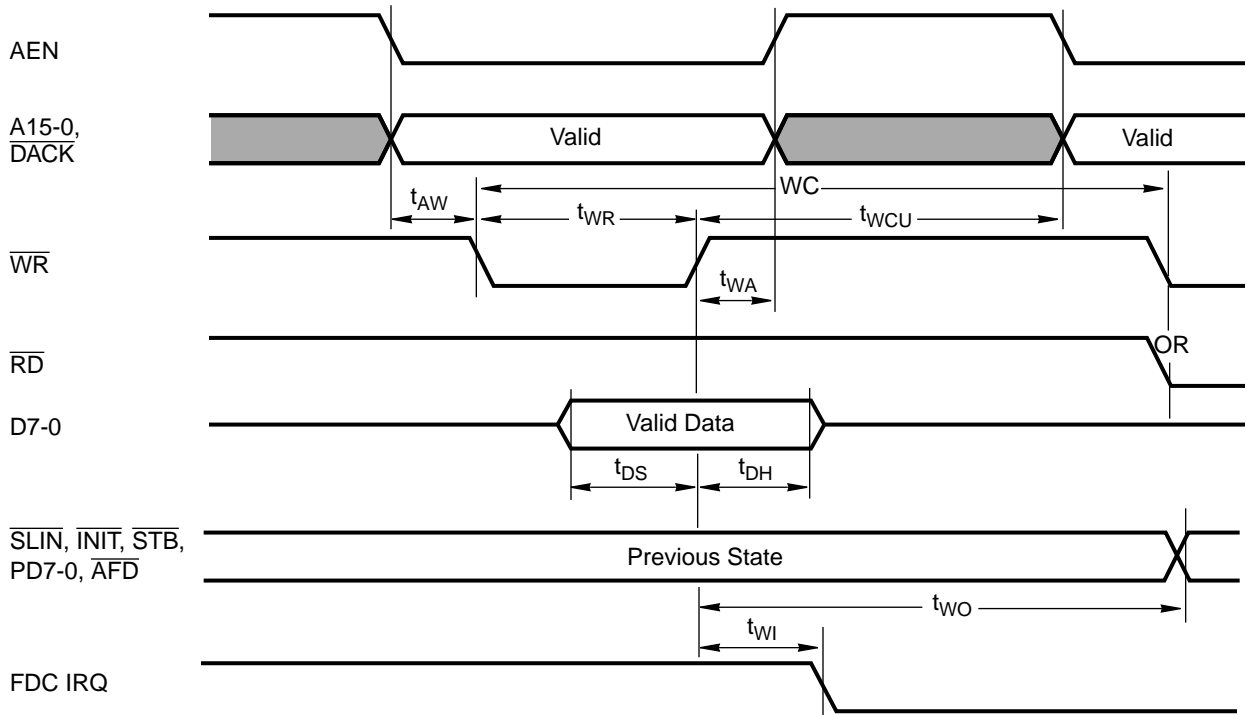 AEN
A15-0,
DACK
Valid
Valid
WC
tAW
tWR
tWCU
WR
tWA
RD
OR
D7-0
Valid Data
tDS
tDH
SLIN, INIT, STB,
PD7-0, AFD
Previous State
tWO
tWI
FDC IRQ